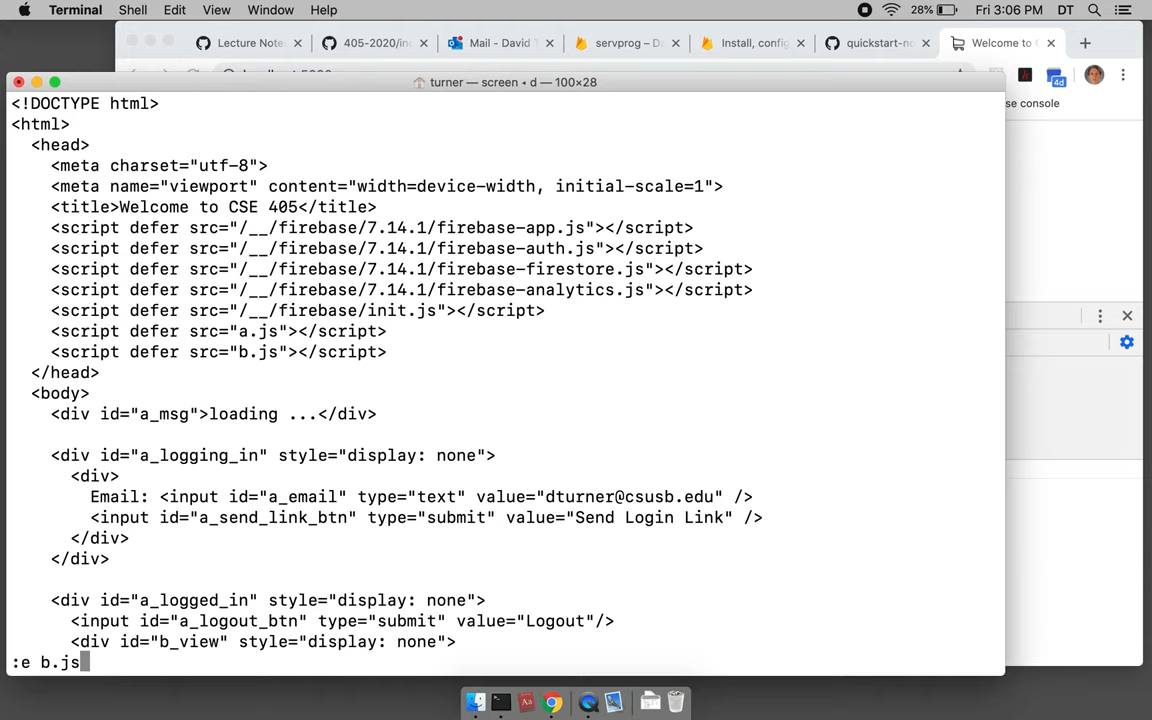 Terminal Shell Edit View Window Help 28% Fri 3:06 PM DT
Lecture Note 405-2020/in Mail - David T servprog – D Install, config quickstart-n Welcome to
4d
turner — screen ◂ d — 100×28
se console
<!DOCTYPE html>
<html>
<head>
<meta charset="utf-8">
<meta name="viewport" content="width=device-width, initial-scale=1">
<title>Welcome to CSE 405</title>
<script defer src="/__/firebase/7.14.1/firebase-app.js"></script>
<script defer src="/__/firebase/7.14.1/firebase-auth.js"></script>
<script defer src="/__/firebase/7.14.1/firebase-firestore.js"></script>
<script defer src="/__/firebase/7.14.1/firebase-analytics.js"></script>
<script defer src="/__/firebase/init.js"></script>
<script defer src="a.js"></script>
<script defer src="b.js"></script>
</head>
<body>
<div id="a_msg">loading ...</div>
<div id="a_logging_in" style="display: none">
<div>
Email: <input id="a_email" type="text" value="dturner@csusb.edu" />
<input id="a_send_link_btn" type="submit" value="Send Login Link" />
</div>
</div>
<div id="a_logged_in" style="display: none">
<input id="a_logout_btn" type="submit" value="Logout"/>
<div id="b_view" style="display: none">
:e b.js